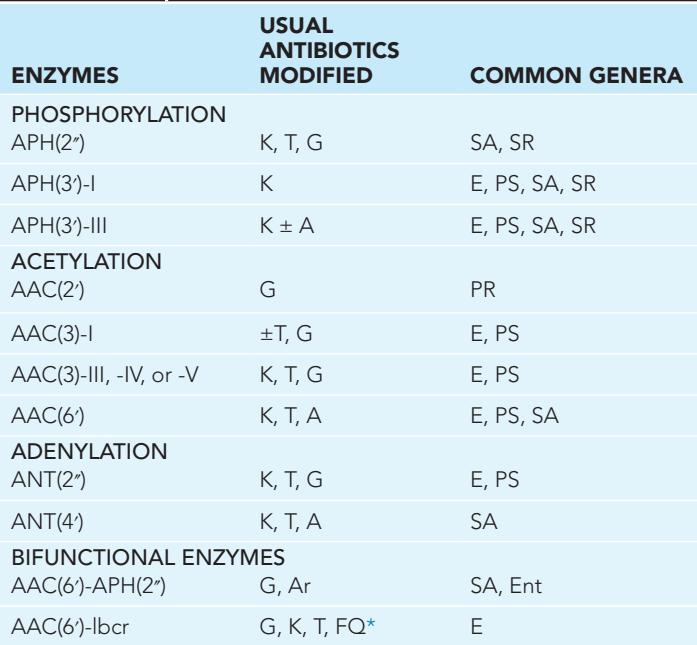 ENZYMES USUAL ANTIBIOTICS MODIFIED COMMON GENERA
PHOSPHORYLATION
APH(2″) K, T, G SA, SR
APH(3′)-I K E, PS, SA, SR
APH(3′)-III K ± A E, PS, SA, SR
ACETYLATION
AAC(2′) G PR
AAC(3)-I ±T, G E, PS
AAC(3)-III, -IV, or -V K, T, G E, PS
AAC(6′) K, T, A E, PS, SA
ADENYLATION
ANT(2″) K, T, G E, PS
ANT(4′) K, T, A SA
BIFUNCTIONAL ENZYMES
AAC(6′)-APH(2″) G, Ar SA, Ent
AAC(6′)-lbcr G, K, T, FQ* E